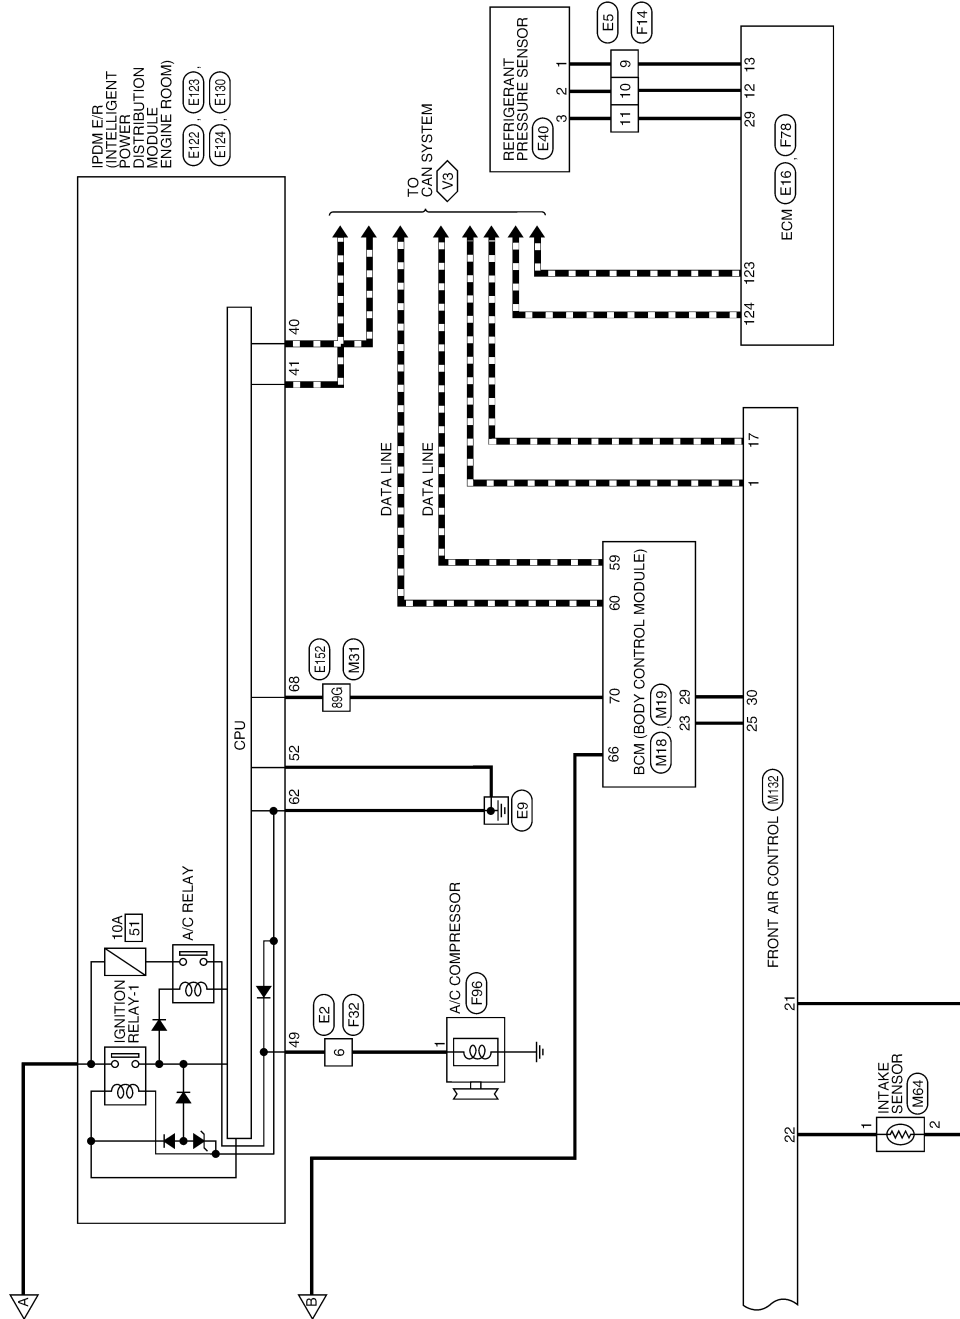 IPDM E/R
(INTELLIGENT
POWER
DISTRIBUTION
MODULE
ENGINE ROOM)
E122 , E123 ,
E124 , E130
A
IGNITION
RELAY-1
10A
51
A/C RELAY
CPU
49
62
52
68
41
40
E2
F32
6
E152
M31
89G
E9
1
A/C COMPRESSOR
F96
TO
CAN SYSTEM
V3
DATA LINE
DATA LINE
REFRIGERANT
PRESSURE SENSOR
E40
1
2
3
E5
F14
9
10
11
13
12
29
ECM E16 , F78
123
124
B
66
70
60
59
BCM (BODY CONTROL MODULE)
M18 , M19
23
29
25
30
1
17
FRONT AIR CONTROL M132
22
21
1
INTAKE
SENSOR
M64
2